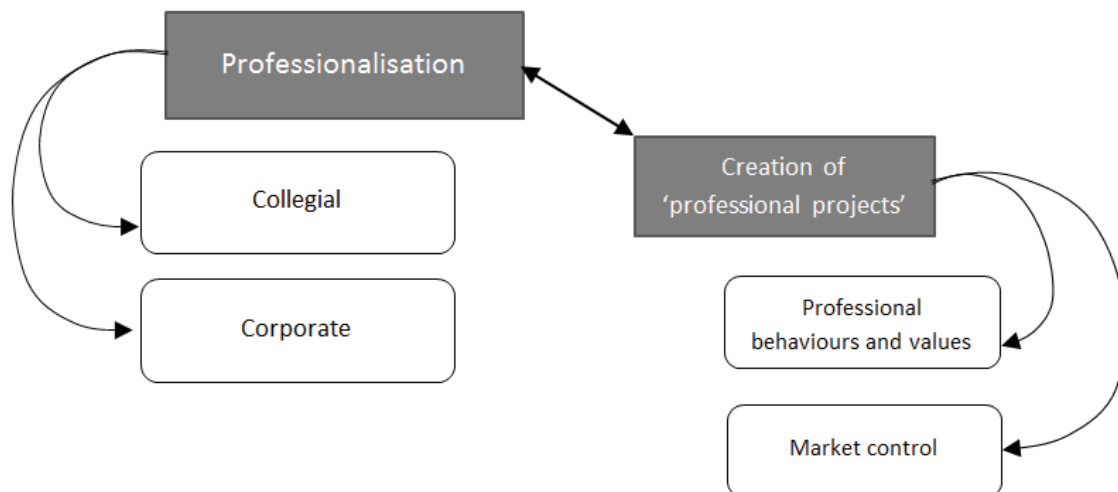 Professionalisation
Collegial
Corporate
Creation of
‘professional projects’
Professional
behaviours and values
Market control